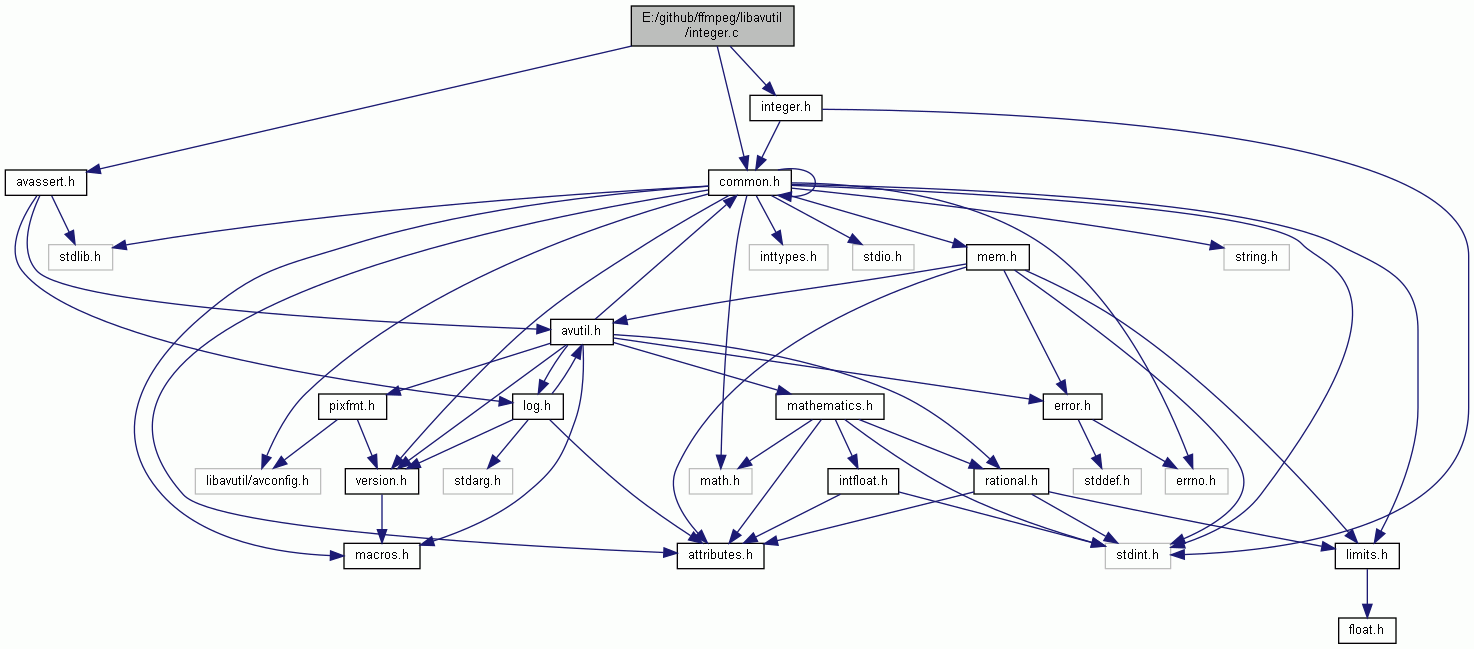 E:/github/ffmpeg/libavutil
/integer.c
integer.h
avassert.h
common.h
stdlib.h
inttypes.h
stdio.h
mem.h
string.h
avutil.h
pixfmt.h
log.h
mathematics.h
error.h
libavutil/avconfig.h
version.h
stdarg.h
math.h
intfloat.h
rational.h
stddef.h
errno.h
macros.h
attributes.h
stdint.h
limits.h
float.h